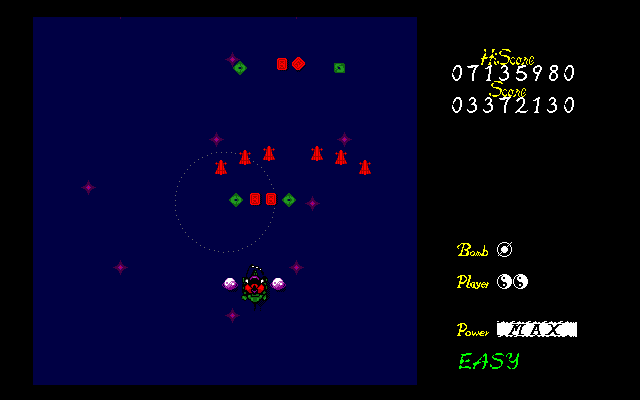 HiScore
07135980
Score
03372130
Bomb
Player
Power MAX
EASY